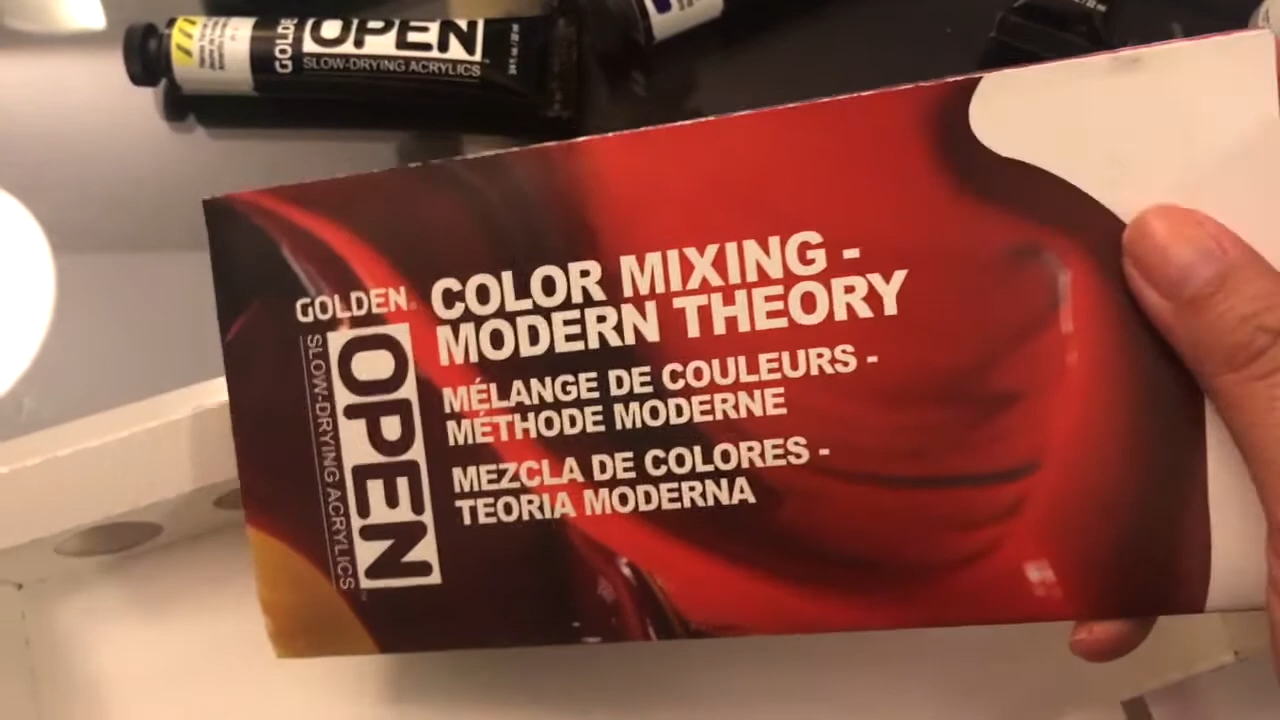 GOLDEN
OPEN
SLOW-DRYING ACRYLICS
GOLDEN®
OPEN
SLOW-DRYING ACRYLICS
COLOR MIXING -
MODERN THEORY
MÉLANGE DE COULEURS -
MÉTHODE MODERNE
MEZCLA DE COLORES -
TEORIA MODERNA